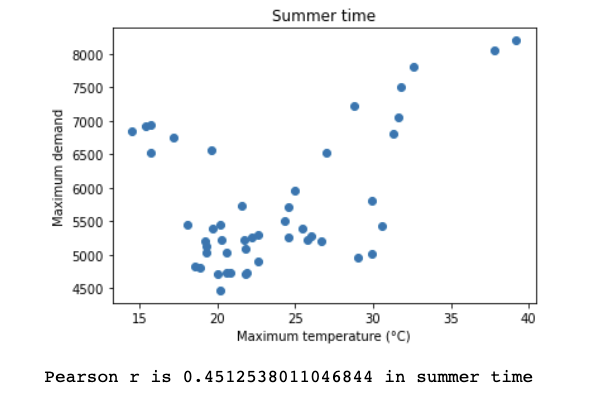 Summer time
8000
7500
7000
6500
6000
5500
5000
4500
Maximum demand
15 20 25 30 35 40
Maximum temperature (°C)
Pearson r is 0.4512538011046844 in summer time